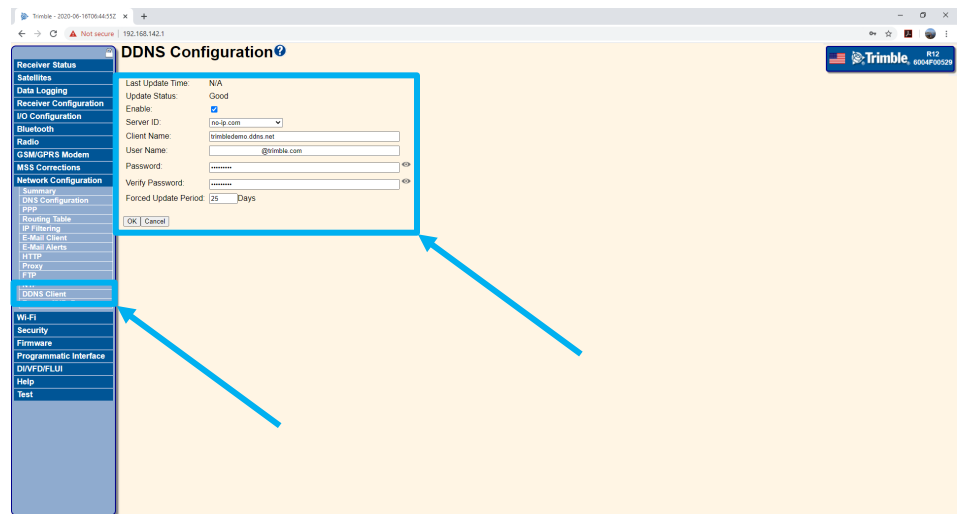 Trimble - 2020-06-16T06:44:55Z
Not secure | 192.168.142.1
DDNS Configuration?
Trimble. R12
6004F00529
Receiver Status
Satellites
Data Logging
Receiver Configuration
I/O Configuration
Bluetooth
Radio
GSM/GPRS Modem
MSS Corrections
Network Configuration
Summary
DNS Configuration
PPP
Routing Table
IP Filtering
E-Mail Client
E-Mail Alerts
HTTP
Proxy
FTP
DDNS Client
Wi-Fi
Security
Firmware
Programmatic Interface
DI/VFD/FLUI
Help
Test
Last Update Time: N/A
Update Status: Good
Enable:
Server ID: no-ip.com
Client Name: trimbledemo.ddns.net
User Name: @trimble.com
Password: •••••••••
Verify Password: •••••••••
Forced Update Period: 25 Days
OK Cancel